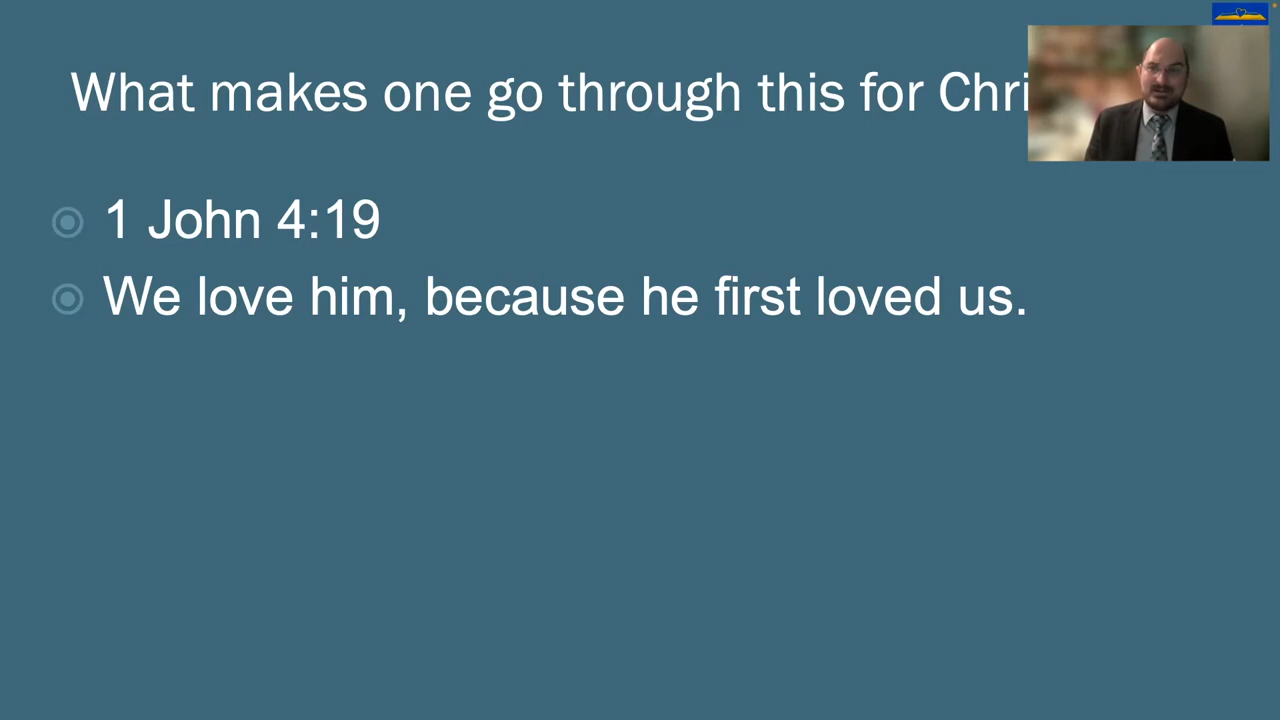 What makes one go through this for Chri
1 John 4:19
We love him, because he first loved us.